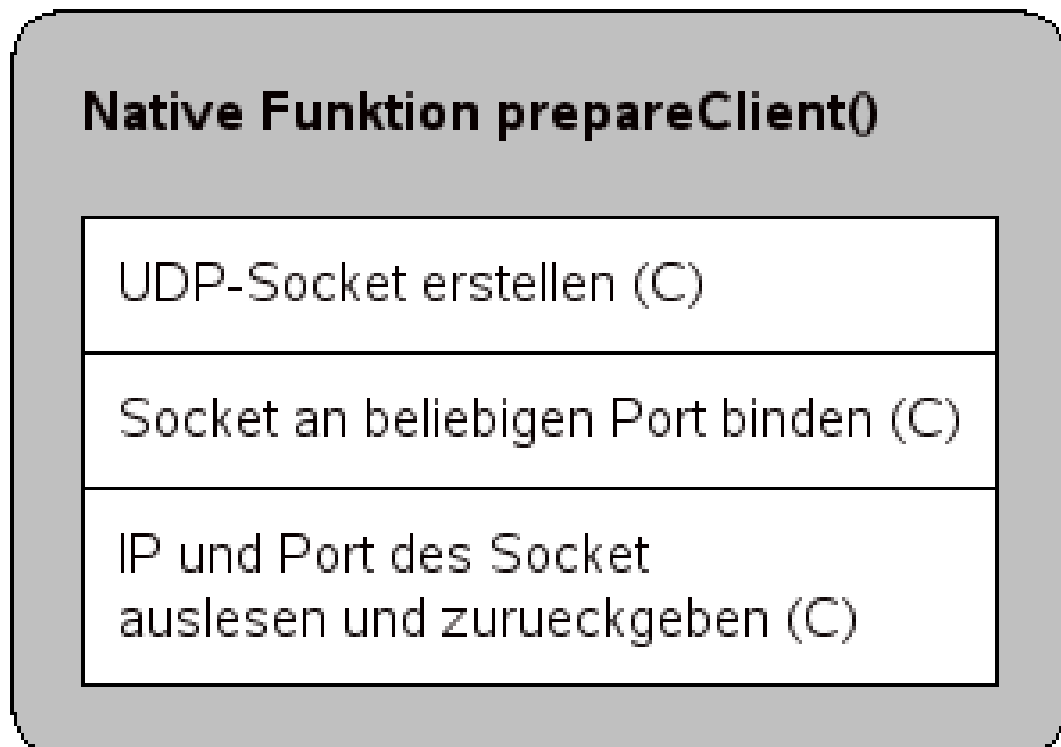 Native Funktion prepareClient()
UDP-Socket erstellen (C)
Socket an beliebigen Port binden (C)
IP und Port des Socket
auslesen und zurueckgeben (C)